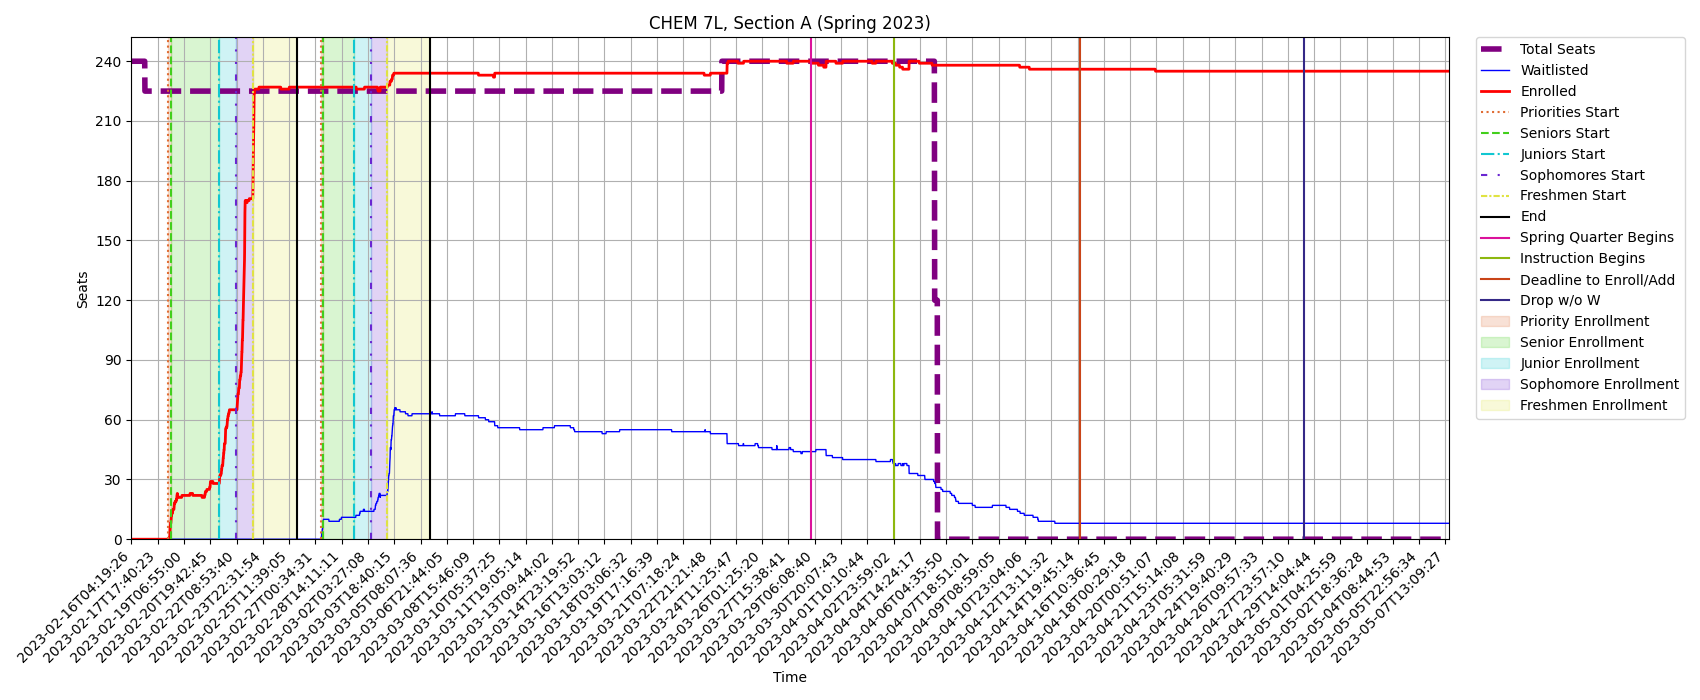 CHEM 7L, Section A (Spring 2023)
Seats
240
210
180
150
120
90
60
30
0
2023-02-16T04:19:26
2023-02-17T17:40:23
2023-02-19T06:55:00
2023-02-20T19:42:45
2023-02-22T08:53:40
2023-02-23T22:31:54
2023-02-25T11:39:05
2023-02-27T00:34:31
2023-02-28T14:11:11
2023-03-02T03:27:08
2023-03-03T18:40:15
2023-03-05T08:07:36
2023-03-06T21:44:05
2023-03-08T15:46:09
2023-03-10T05:37:25
2023-03-11T19:05:14
2023-03-13T09:44:02
2023-03-14T23:19:52
2023-03-16T13:03:12
2023-03-18T03:06:32
2023-03-19T17:16:39
2023-03-21T07:18:24
2023-03-22T21:21:48
2023-03-24T11:25:47
2023-03-26T01:25:20
2023-03-27T15:38:41
2023-03-29T06:08:40
2023-03-30T20:07:43
2023-04-01T10:10:44
2023-04-02T23:59:02
2023-04-04T14:24:17
2023-04-06T04:35:50
2023-04-07T18:51:01
2023-04-09T08:59:05
2023-04-10T23:04:06
2023-04-12T13:11:32
2023-04-14T19:45:14
2023-04-16T10:36:45
2023-04-18T00:29:18
2023-04-20T00:51:07
2023-04-21T15:14:08
2023-04-23T05:31:59
2023-04-24T19:40:29
2023-04-26T09:57:33
2023-04-27T23:57:10
2023-04-29T14:04:44
2023-05-01T04:25:59
2023-05-02T18:36:28
2023-05-04T08:44:53
2023-05-05T22:56:34
2023-05-07T13:09:27
Time
Total Seats
Waitlisted
Enrolled
Priorities Start
Seniors Start
Juniors Start
Sophomores Start
Freshmen Start
End
Spring Quarter Begins
Instruction Begins
Deadline to Enroll/Add
Drop w/o W
Priority Enrollment
Senior Enrollment
Junior Enrollment
Sophomore Enrollment
Freshmen Enrollment